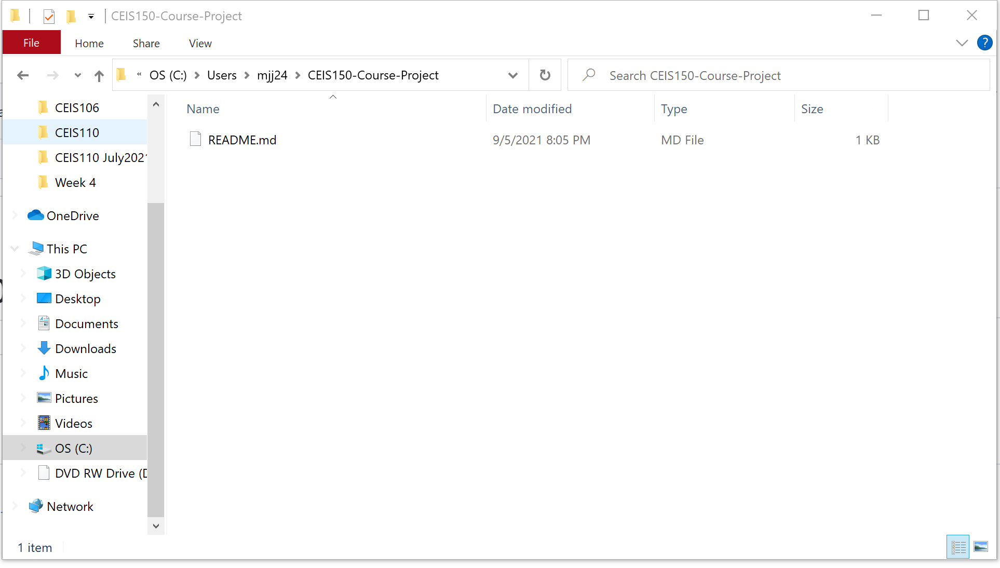 CEIS150-Course-Project
File Home Share View
?
« OS (C:) > Users > mjj24 > CEIS150-Course-Project
Search CEIS150-Course-Project
CEIS106
CEIS110
CEIS110 July2021
Week 4
OneDrive
This PC
3D Objects
Desktop
Documents
Downloads
Music
Pictures
Videos
OS (C:)
DVD RW Drive (D
Network
Name Date modified Type Size
README.md 9/5/2021 8:05 PM MD File 1 KB
1 item